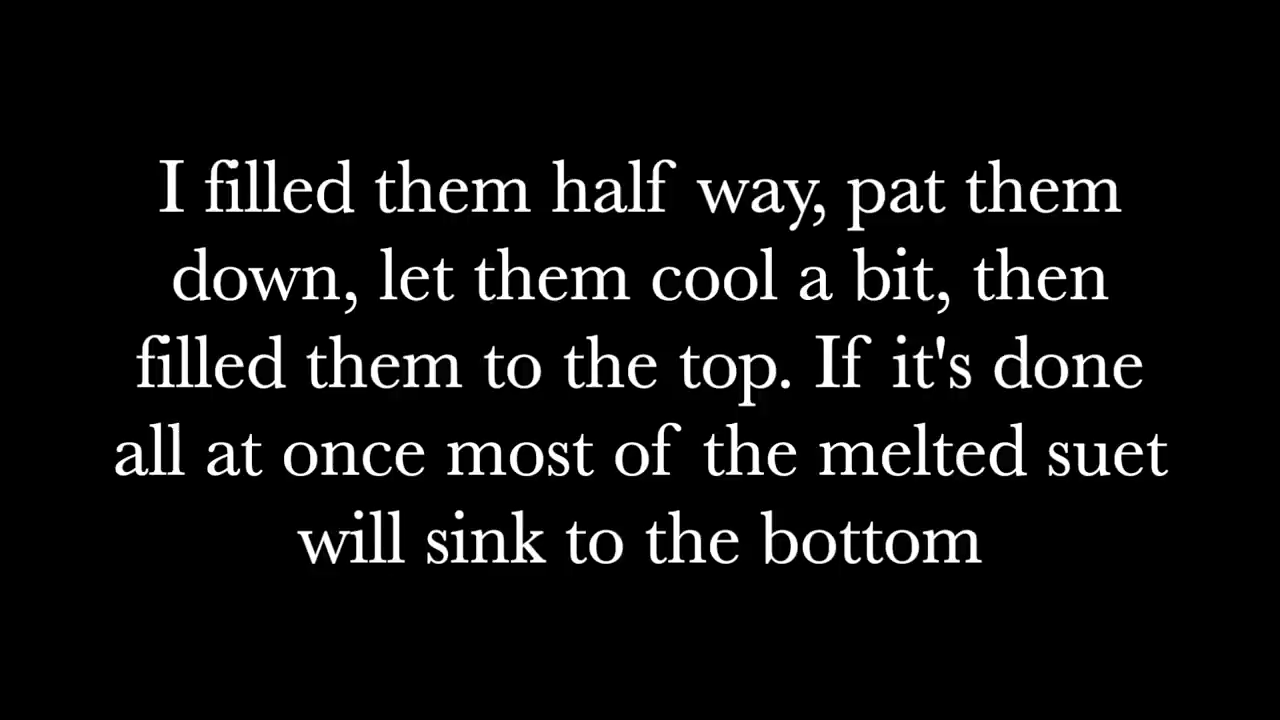 I filled them half way, pat them
down, let them cool a bit, then
filled them to the top. If it's done
all at once most of the melted suet
will sink to the bottom